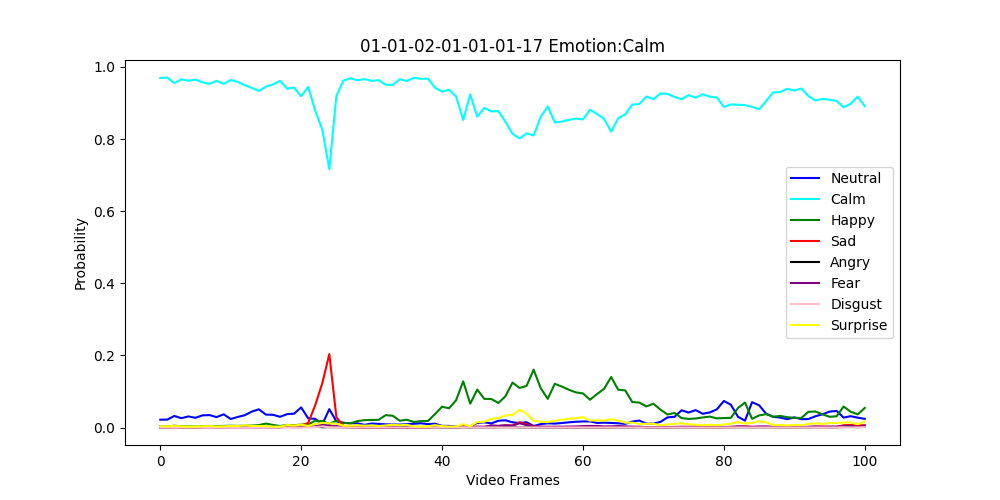 01-01-02-01-01-01-17 Emotion:Calm
1.0
0.8
0.6
0.4
0.2
0.0
Probability
Neutral
Calm
Happy
Sad
Angry
Fear
Disgust
Surprise
0 20 40 60 80 100
Video Frames